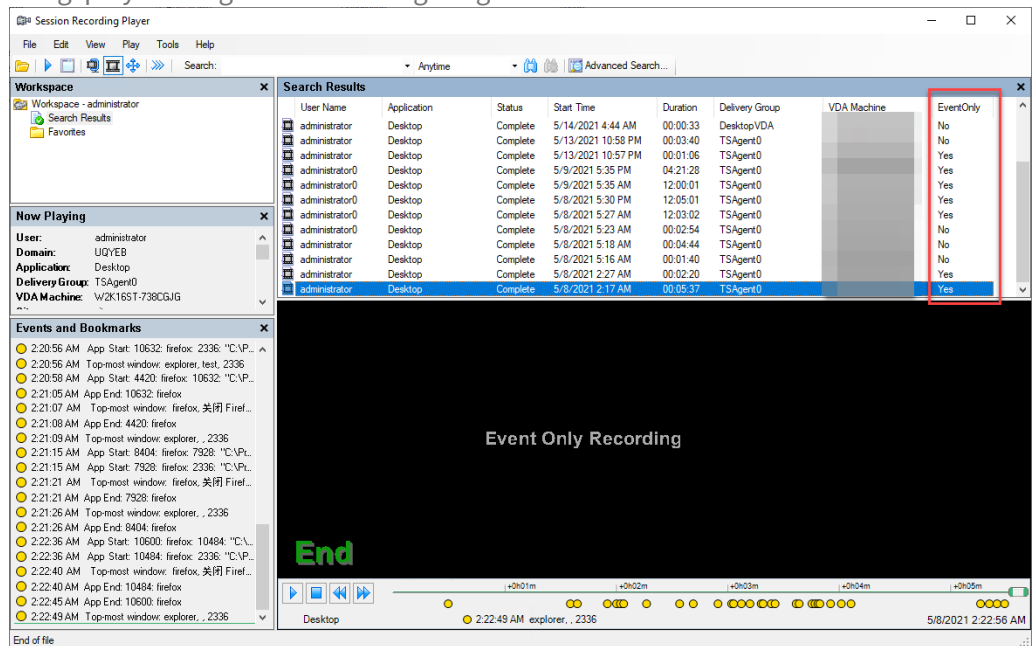 Session Recording Player
File Edit View Play Tools Help
Search: Anytime Advanced Search...
Workspace
Workspace - administrator
Search Results
Favorites
Now Playing
User: administrator
Domain: UQYEB
Application: Desktop
Delivery Group: TSAgent0
VDA Machine: W2K16ST-738CGJG
Events and Bookmarks
2:20:56 AM App Start: 10632: firefox: 2336: "C:\P...
2:20:56 AM Top-most window: explorer, test, 2336
2:20:58 AM App Start: 4420: firefox: 10632: "C:\P...
2:21:05 AM App End: 10632: firefox
2:21:07 AM Top-most window: firefox, 关闭 Firef...
2:21:08 AM App End: 4420: firefox
2:21:09 AM Top-most window: explorer, , 2336
2:21:15 AM App Start: 8404: firefox: 7928: "C:\Pr...
2:21:15 AM App Start: 7928: firefox: 2336: "C:\Pr...
2:21:21 AM Top-most window: firefox, 关闭 Firef...
2:21:21 AM App End: 7928: firefox
2:21:26 AM Top-most window: explorer, , 2336
2:21:26 AM App End: 8404: firefox
2:22:36 AM App Start: 10600: firefox: 10484: "C:\...
2:22:36 AM App Start: 10484: firefox: 2336: "C:\P...
2:22:40 AM Top-most window: firefox, 关闭 Firef...
2:22:40 AM App End: 10484: firefox
2:22:45 AM App End: 10600: firefox
2:22:49 AM Top-most window: explorer, , 2336
Search Results
User Name Application Status Start Time Duration Delivery Group VDA Machine EventOnly
administrator Desktop Complete 5/14/2021 4:44 AM 00:00:33 DesktopVDA No
administrator Desktop Complete 5/13/2021 10:58 PM 00:03:40 TSAgent0 No
administrator Desktop Complete 5/13/2021 10:57 PM 00:01:06 TSAgent0 Yes
administrator0 Desktop Complete 5/9/2021 5:35 PM 04:21:28 TSAgent0 Yes
administrator0 Desktop Complete 5/9/2021 5:35 AM 12:00:01 TSAgent0 Yes
administrator0 Desktop Complete 5/8/2021 5:30 PM 12:05:01 TSAgent0 Yes
administrator0 Desktop Complete 5/8/2021 5:27 AM 12:03:02 TSAgent0 Yes
administrator0 Desktop Complete 5/8/2021 5:23 AM 00:02:54 TSAgent0 No
administrator Desktop Complete 5/8/2021 5:18 AM 00:04:44 TSAgent0 No
administrator Desktop Complete 5/8/2021 5:16 AM 00:01:40 TSAgent0 No
administrator Desktop Complete 5/8/2021 2:27 AM 00:02:20 TSAgent0 Yes
administrator Desktop Complete 5/8/2021 2:17 AM 00:05:37 TSAgent0 Yes
Event Only Recording
End
+0h01m +0h02m +0h03m +0h04m +0h05m
Desktop 2:22:49 AM explorer, , 2336 5/8/2021 2:22:56 AM
End of file